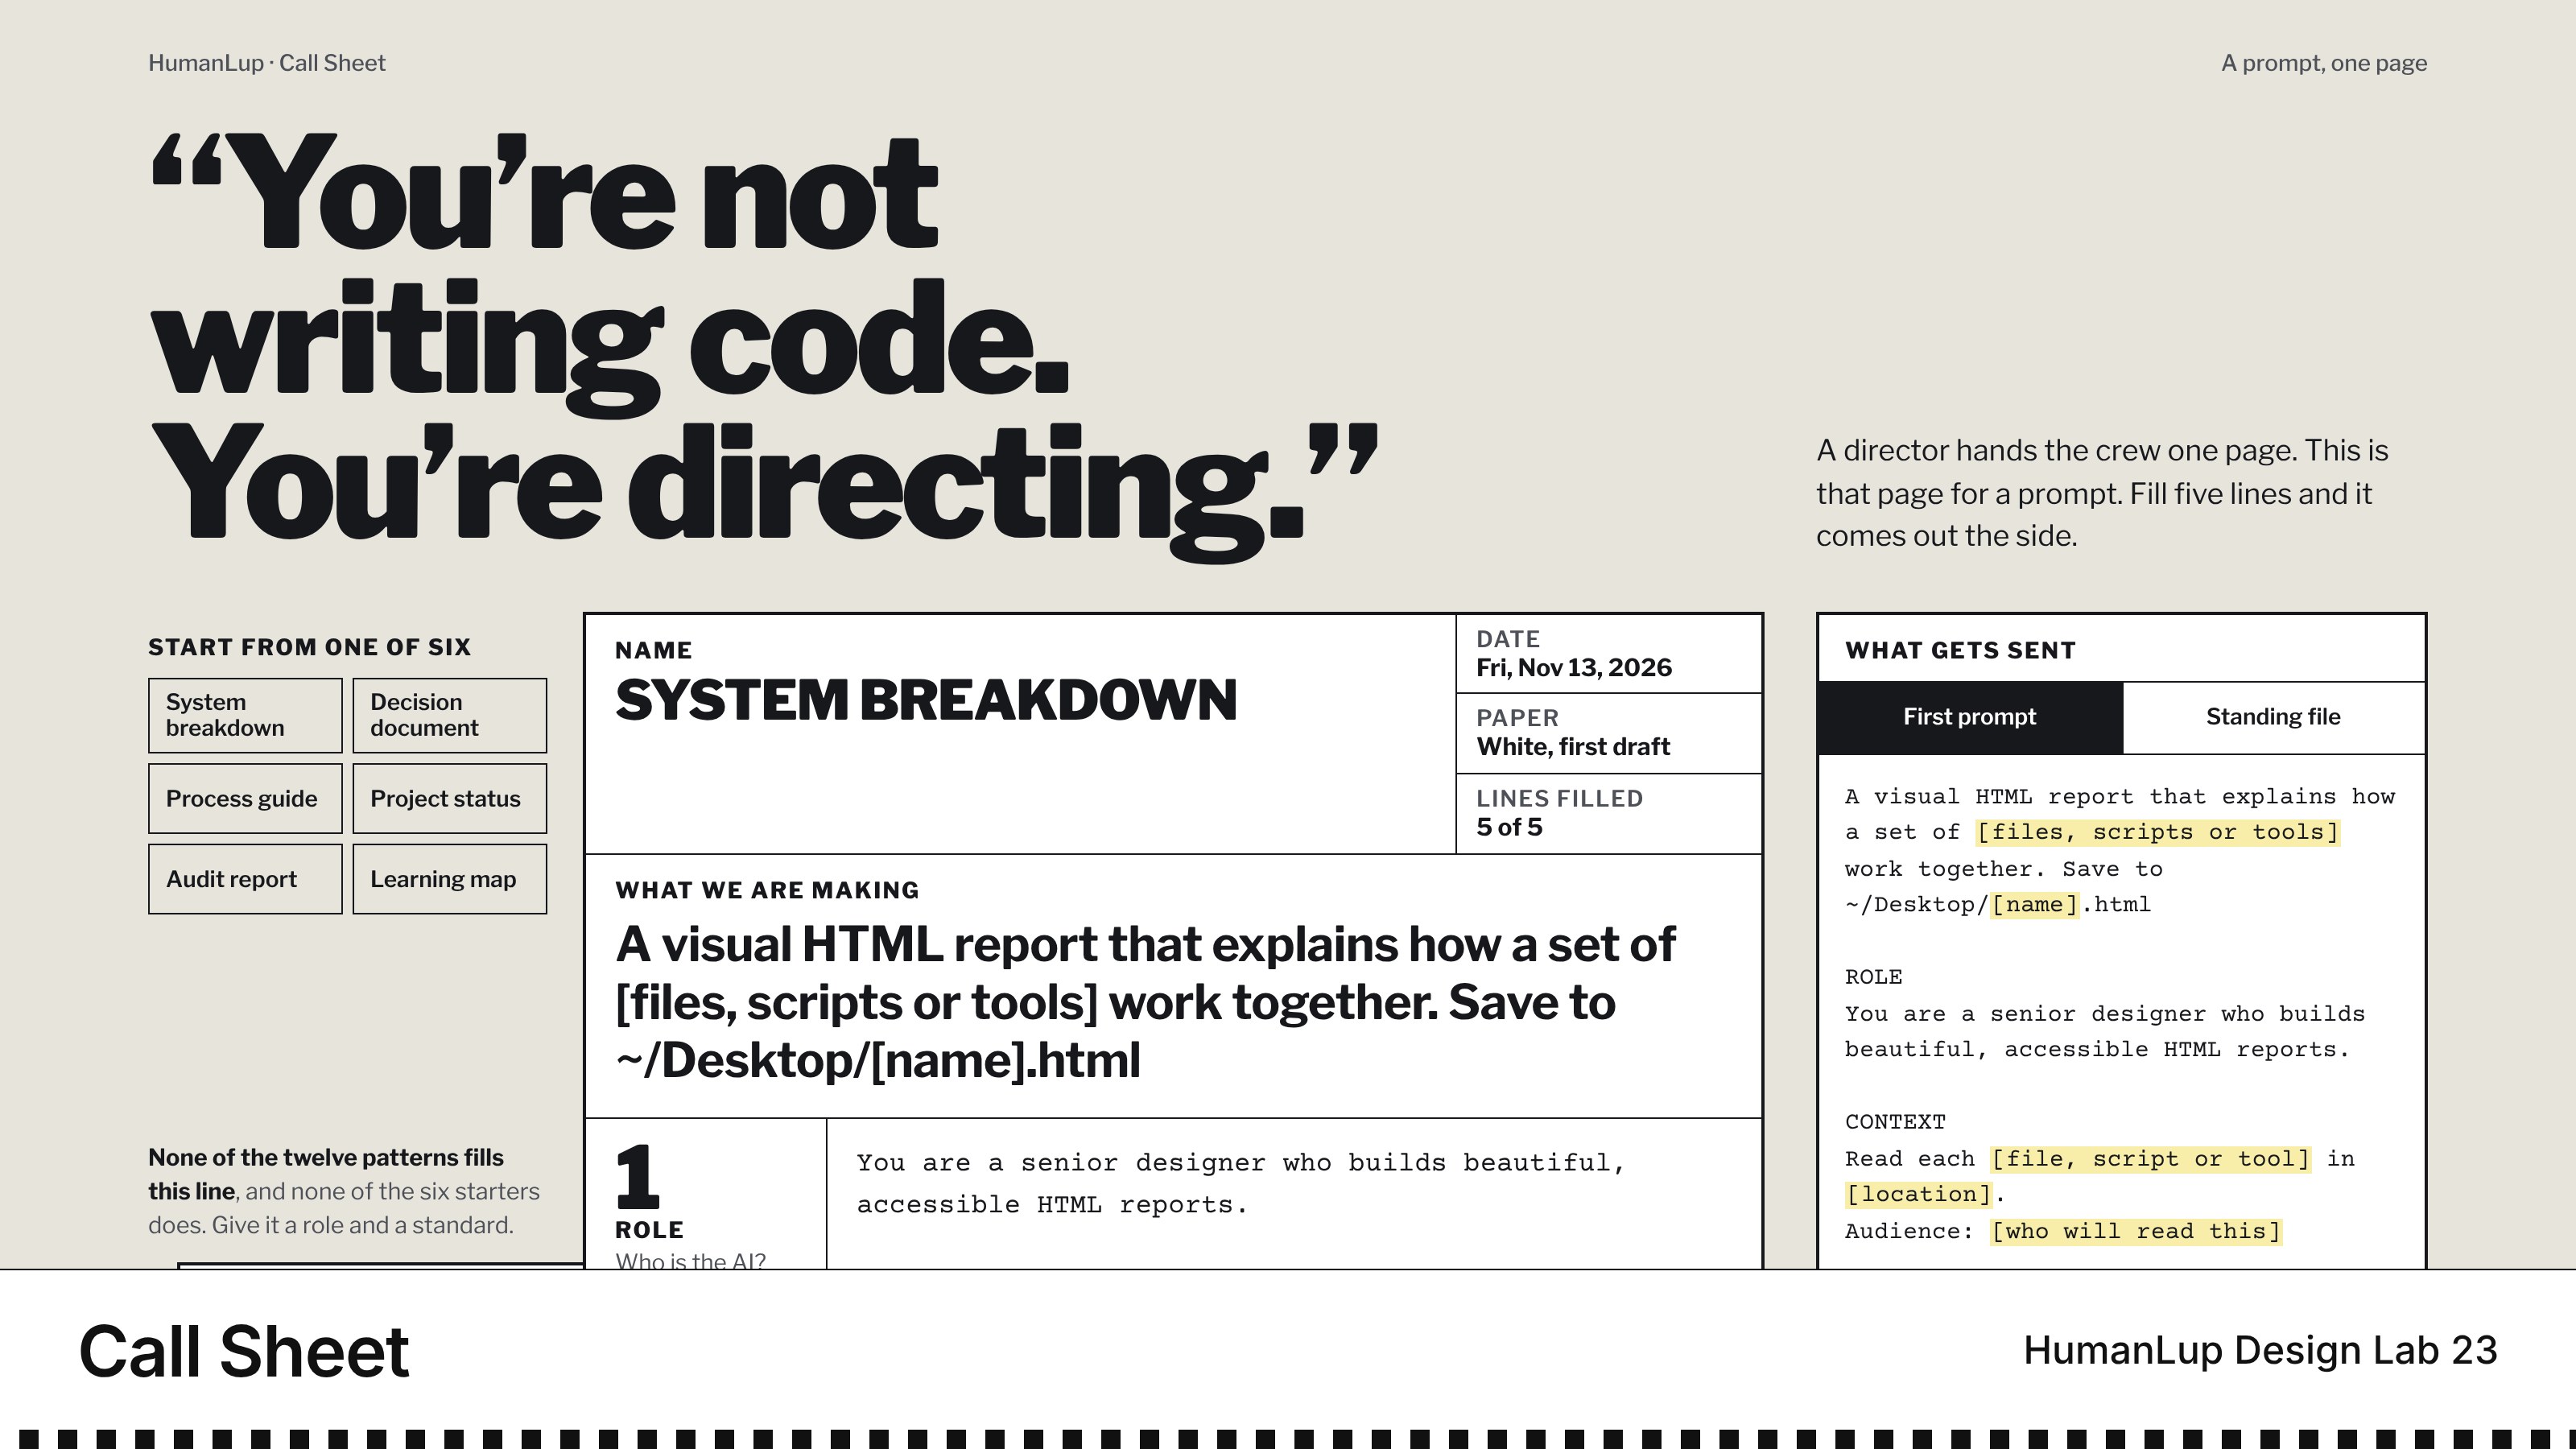 HumanLup · Call Sheet
A prompt, one page
“You’re not
writing code.
You’re directing.”
A director hands the crew one page. This is
that page for a prompt. Fill five lines and it
comes out the side.
START FROM ONE OF SIX
System
breakdown
Decision
document
Process guide
Project status
Audit report
Learning map
None of the twelve patterns fills
this line, and none of the six starters
does. Give it a role and a standard.
NAME
SYSTEM BREAKDOWN
DATE
Fri, Nov 13, 2026
PAPER
White, first draft
LINES FILLED
5 of 5
WHAT WE ARE MAKING
A visual HTML report that explains how a set of
[files, scripts or tools] work together. Save to
~/Desktop/[name].html
1
ROLE
Who is the AI?
You are a senior designer who builds beautiful,
accessible HTML reports.
WHAT GETS SENT
First prompt
Standing file
A visual HTML report that explains how
a set of [files, scripts or tools]
work together. Save to
~/Desktop/[name].html
ROLE
You are a senior designer who builds
beautiful, accessible HTML reports.
CONTEXT
Read each [file, script or tool] in
[location].
Audience: [who will read this]
Call Sheet
HumanLup Design Lab 23